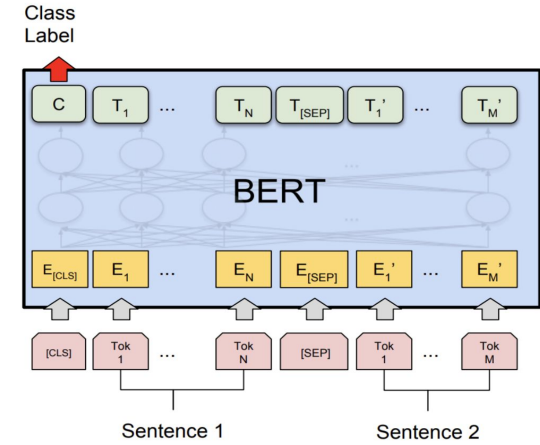 Class
Label
C T1 ... TN T[SEP] T1' ... TM'
...
BERT
...
E[CLS] E1 ... EN E[SEP] E1' ... EM'
[CLS] Tok 1 ... Tok N [SEP] Tok 1 ... Tok M
Sentence 1 Sentence 2